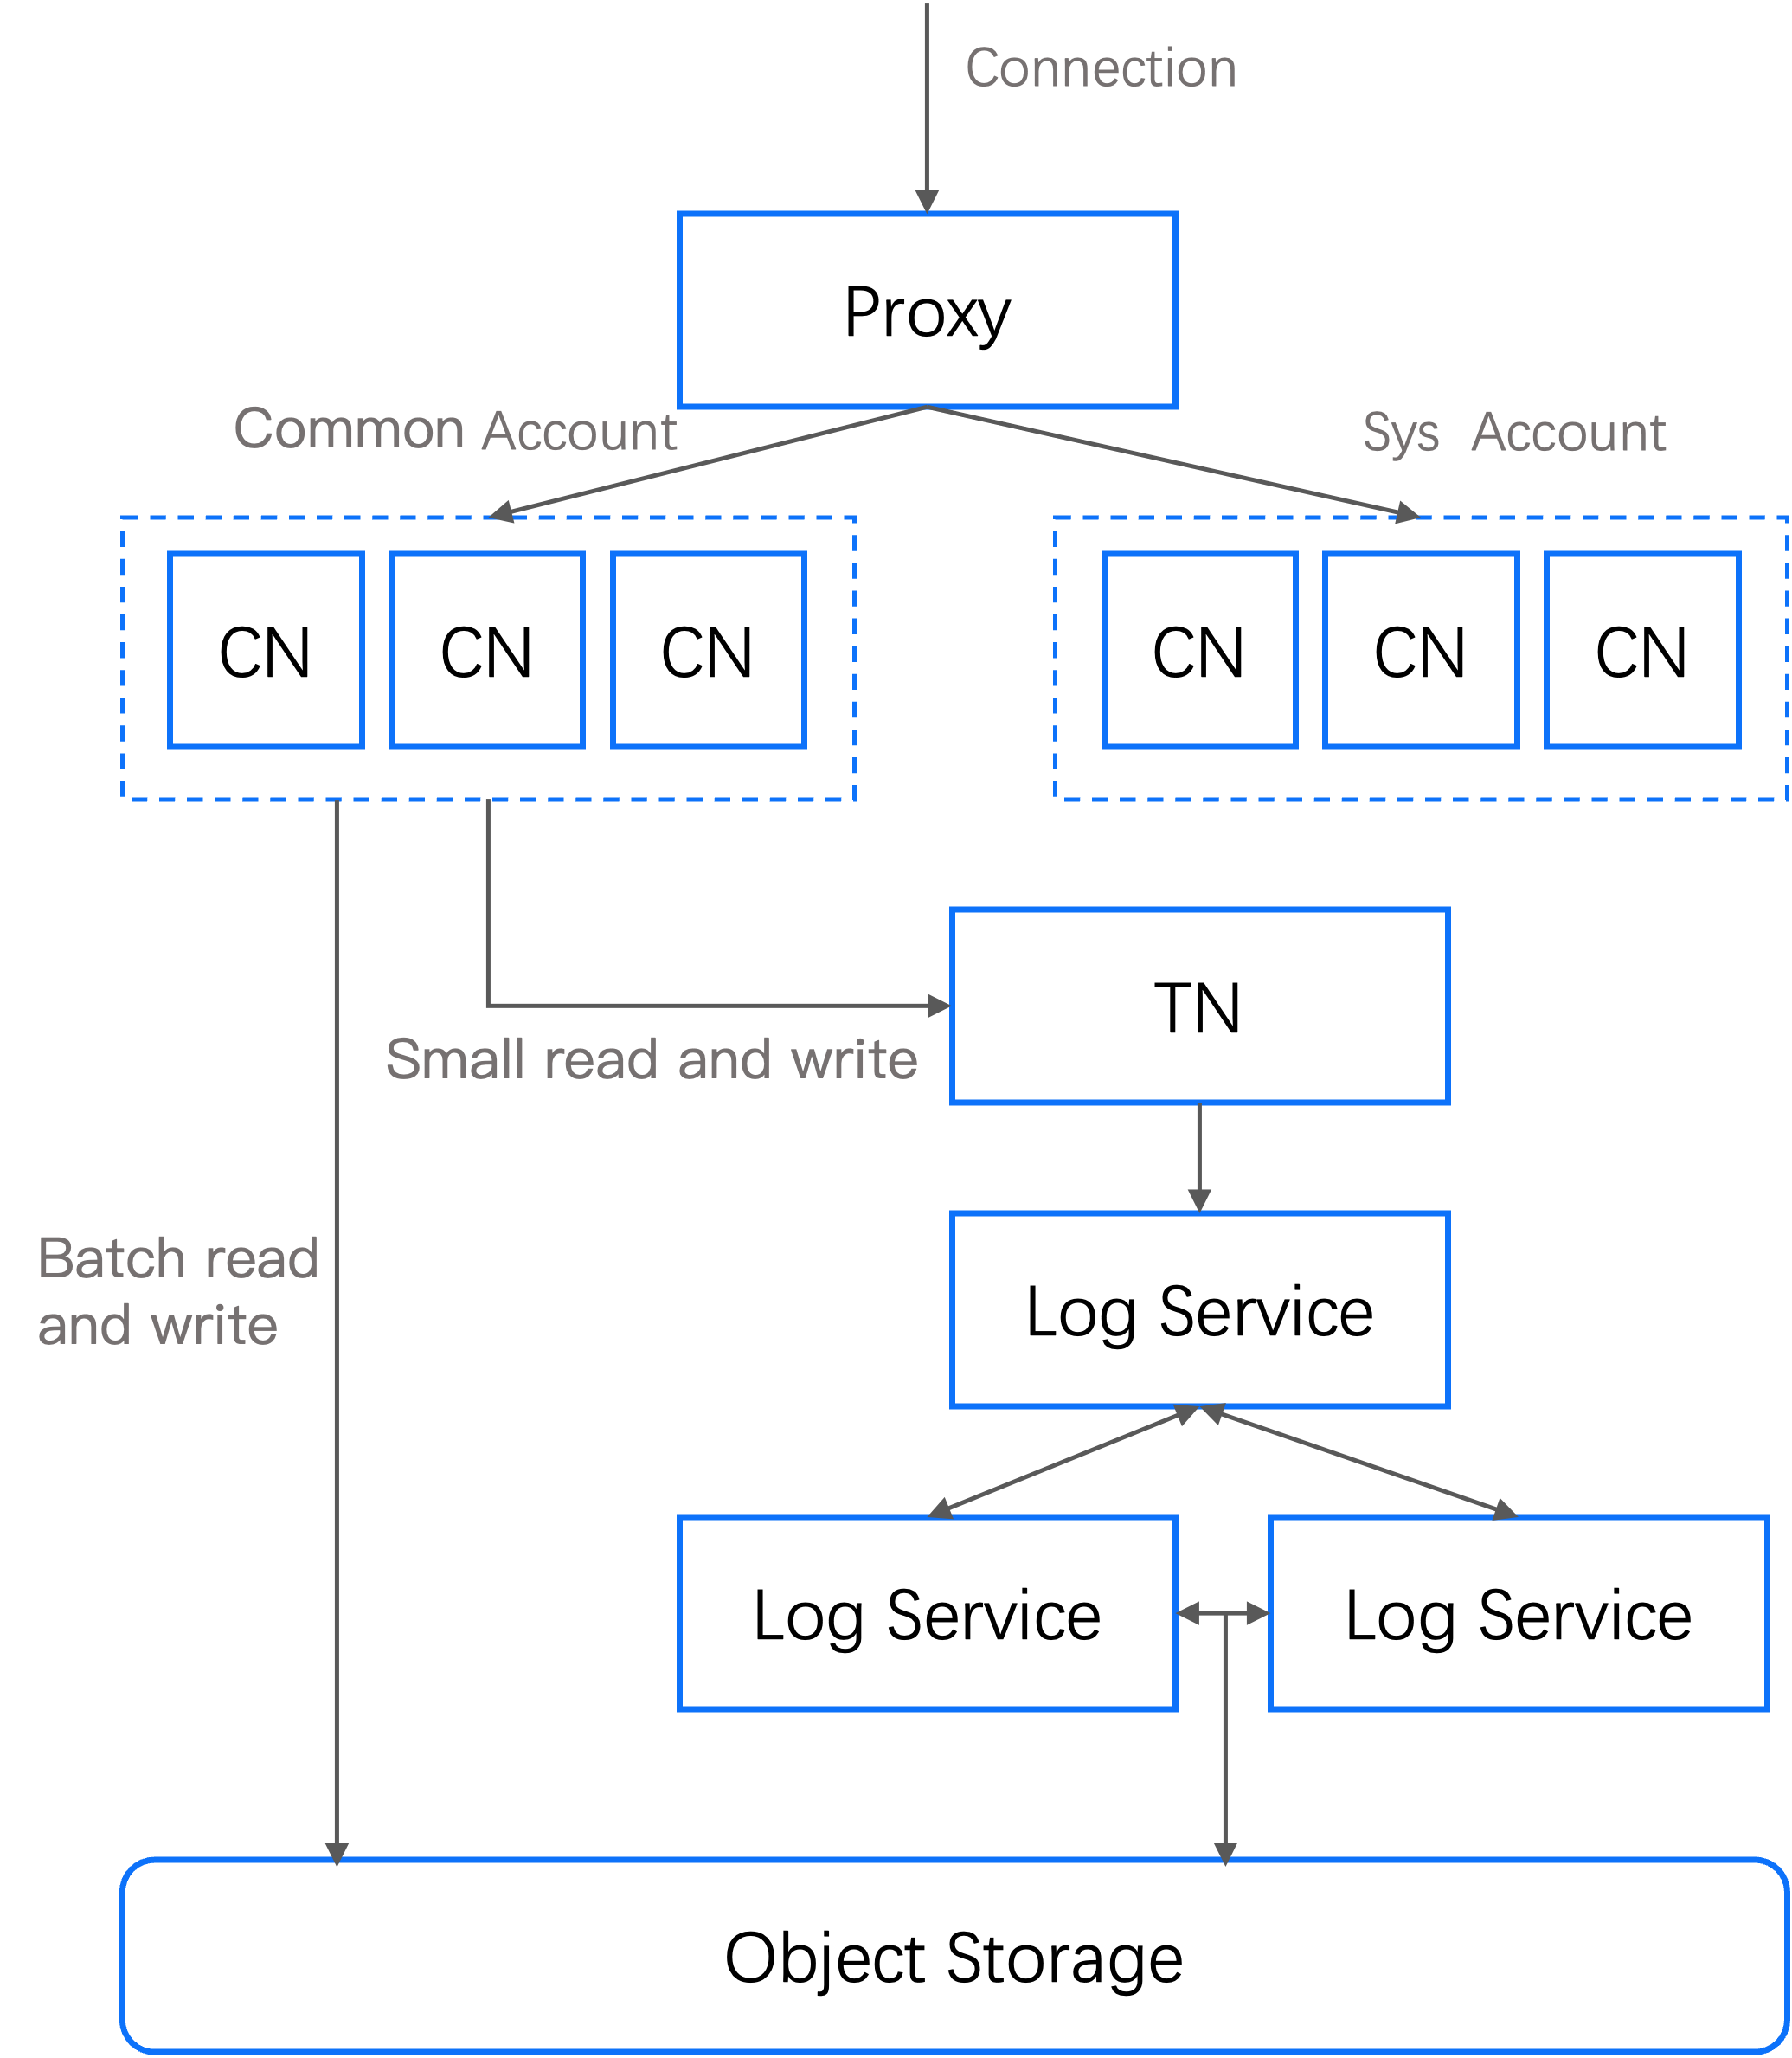 Connection
Proxy
Common Account
Sys Account
CN
CN
CN
CN
CN
CN
TN
Small read and write
Batch read
and write
Log Service
Log Service
Log Service
Object Storage